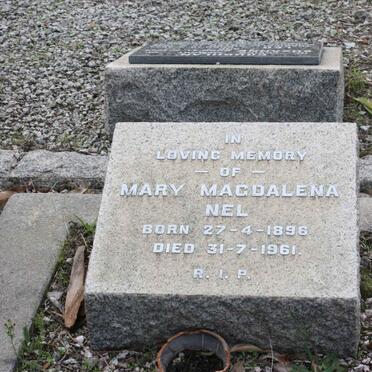 IN
LOVING MEMORY
— OF —
MARY MAGDALENA
NEL
BORN 27-4-1896
DIED 31-7-1961.
R.I.P.